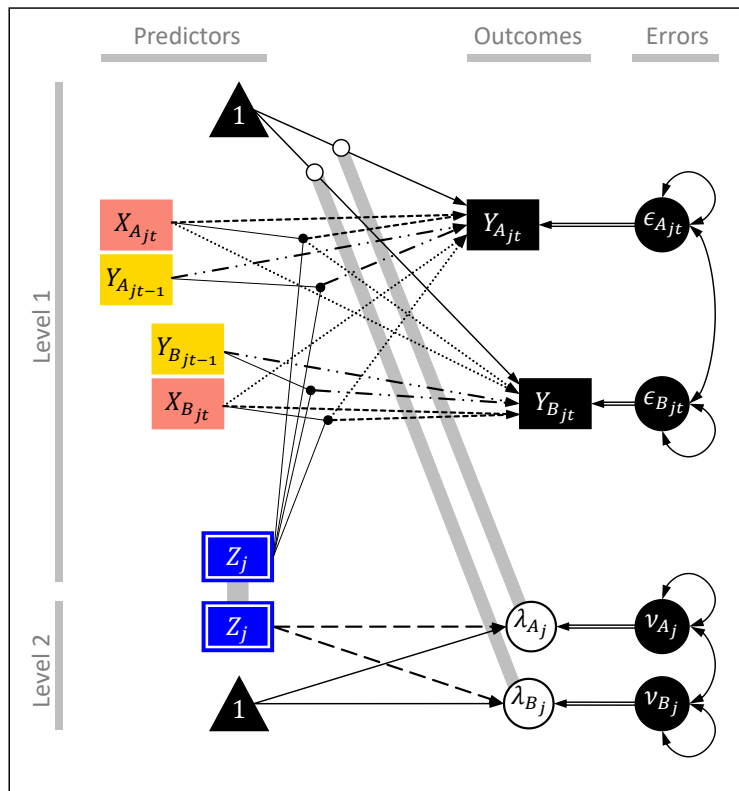 Predictors Outcomes Errors
Level 1
1
X_{A_{jt}} Y_{A_{jt}} ϵ_{A_{jt}}
Y_{A_{jt-1}}
Y_{B_{jt-1}}
X_{B_{jt}} Y_{B_{jt}} ϵ_{B_{jt}}
Z_j
Level 2
Z_j λ_{A_j} ν_{A_j}
1 λ_{B_j} ν_{B_j}